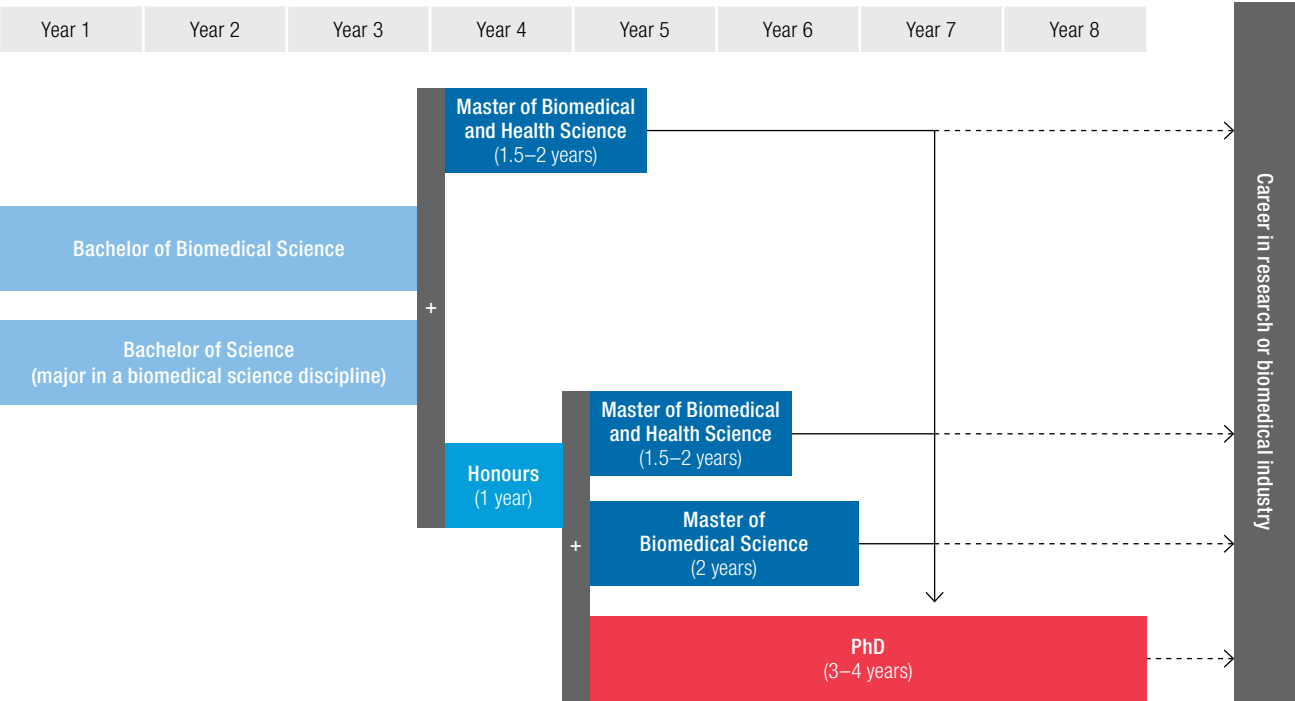 Year 1
Year 2
Year 3
Year 4
Year 5
Year 6
Year 7
Year 8
Master of Biomedical
and Health Science
(1.5–2 years)
Bachelor of Biomedical Science
+
Bachelor of Science
(major in a biomedical science discipline)
Honours
(1 year)
+
Master of Biomedical
and Health Science
(1.5–2 years)
Master of
Biomedical Science
(2 years)
PhD
(3–4 years)
Career in research or biomedical industry